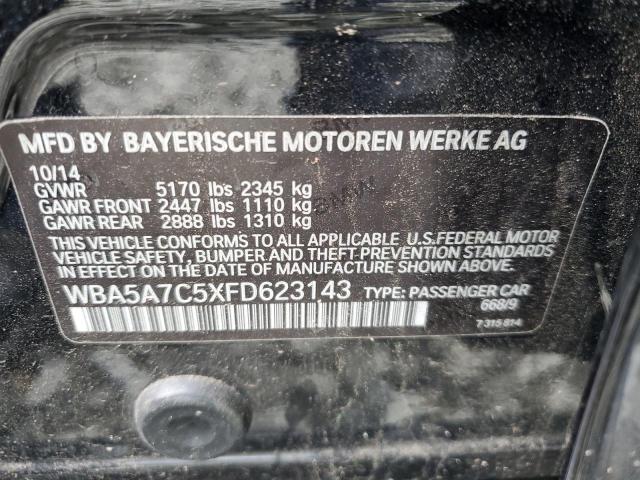 MFD BY BAYERISCHE MOTOREN WERKE AG
10/14
GVWR 5170 lbs 2345 kg
GAWR FRONT 2447 lbs 1110 kg
GAWR REAR 2888 lbs 1310 kg
THIS VEHICLE CONFORMS TO ALL APPLICABLE U.S.FEDERAL MOTOR
VEHICLE SAFETY, BUMPER AND THEFT PREVENTION STANDARDS
IN EFFECT ON THE DATE OF MANUFACTURE SHOWN ABOVE.
WBA5A7C5XFD623143 TYPE: PASSENGER CAR
668/9
7 315 814